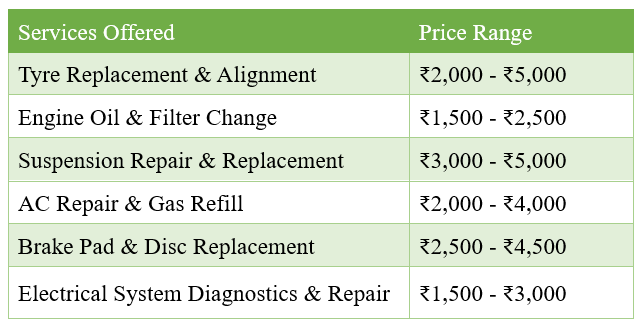 Services Offered Price Range
Tyre Replacement & Alignment ₹2,000 - ₹5,000
Engine Oil & Filter Change ₹1,500 - ₹2,500
Suspension Repair & Replacement ₹3,000 - ₹5,000
AC Repair & Gas Refill ₹2,000 - ₹4,000
Brake Pad & Disc Replacement ₹2,500 - ₹4,500
Electrical System Diagnostics & Repair ₹1,500 - ₹3,000